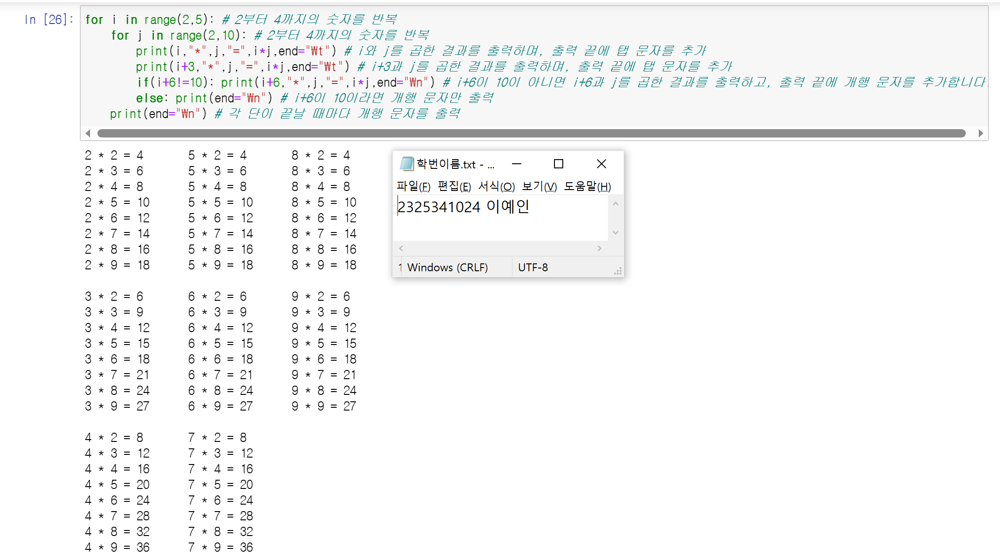 In [26]:
for i in range(2,5): # 2부터 4까지의 숫자를 반복
for j in range(2,10): # 2부터 4까지의 숫자를 반복
print(i,"*",j,"=",i*j,end="₩t") # i와 j를 곱한 결과를 출력하며, 출력 끝에 탭 문자를 추가
print(i+3,"*",j,"=",i*j,end="₩t") # i+3과 j를 곱한 결과를 출력하며, 출력 끝에 탭 문자를 추가
if(i+6!=10): print(i+6,"*",j,"=",i*j,end="₩n") # i+6이 10이 아니면 i+6과 j를 곱한 결과를 출력하고, 출력 끝에 개행 문자를 추가합니다.
else: print(end="₩n") # i+6이 10이라면 개행 문자만 출력
print(end="₩n") # 각 단이 끝날 때마다 개행 문자를 출력
2 * 2 = 4 5 * 2 = 4 8 * 2 = 4
2 * 3 = 6 5 * 3 = 6 8 * 3 = 6
2 * 4 = 8 5 * 4 = 8 8 * 4 = 8
2 * 5 = 10 5 * 5 = 10 8 * 5 = 10
2 * 6 = 12 5 * 6 = 12 8 * 6 = 12
2 * 7 = 14 5 * 7 = 14 8 * 7 = 14
2 * 8 = 16 5 * 8 = 16 8 * 8 = 16
2 * 9 = 18 5 * 9 = 18 8 * 9 = 18
3 * 2 = 6 6 * 2 = 6 9 * 2 = 6
3 * 3 = 9 6 * 3 = 9 9 * 3 = 9
3 * 4 = 12 6 * 4 = 12 9 * 4 = 12
3 * 5 = 15 6 * 5 = 15 9 * 5 = 15
3 * 6 = 18 6 * 6 = 18 9 * 6 = 18
3 * 7 = 21 6 * 7 = 21 9 * 7 = 21
3 * 8 = 24 6 * 8 = 24 9 * 8 = 24
3 * 9 = 27 6 * 9 = 27 9 * 9 = 27
4 * 2 = 8 7 * 2 = 8
4 * 3 = 12 7 * 3 = 12
4 * 4 = 16 7 * 4 = 16
4 * 5 = 20 7 * 5 = 20
4 * 6 = 24 7 * 6 = 24
4 * 7 = 28 7 * 7 = 28
4 * 8 = 32 7 * 8 = 32
4 * 9 = 36 7 * 9 = 36
학번이름.txt - ...
파일(F) 편집(E) 서식(O) 보기(V) 도움말(H)
2325341024 이예인
1 Windows (CRLF) UTF-8